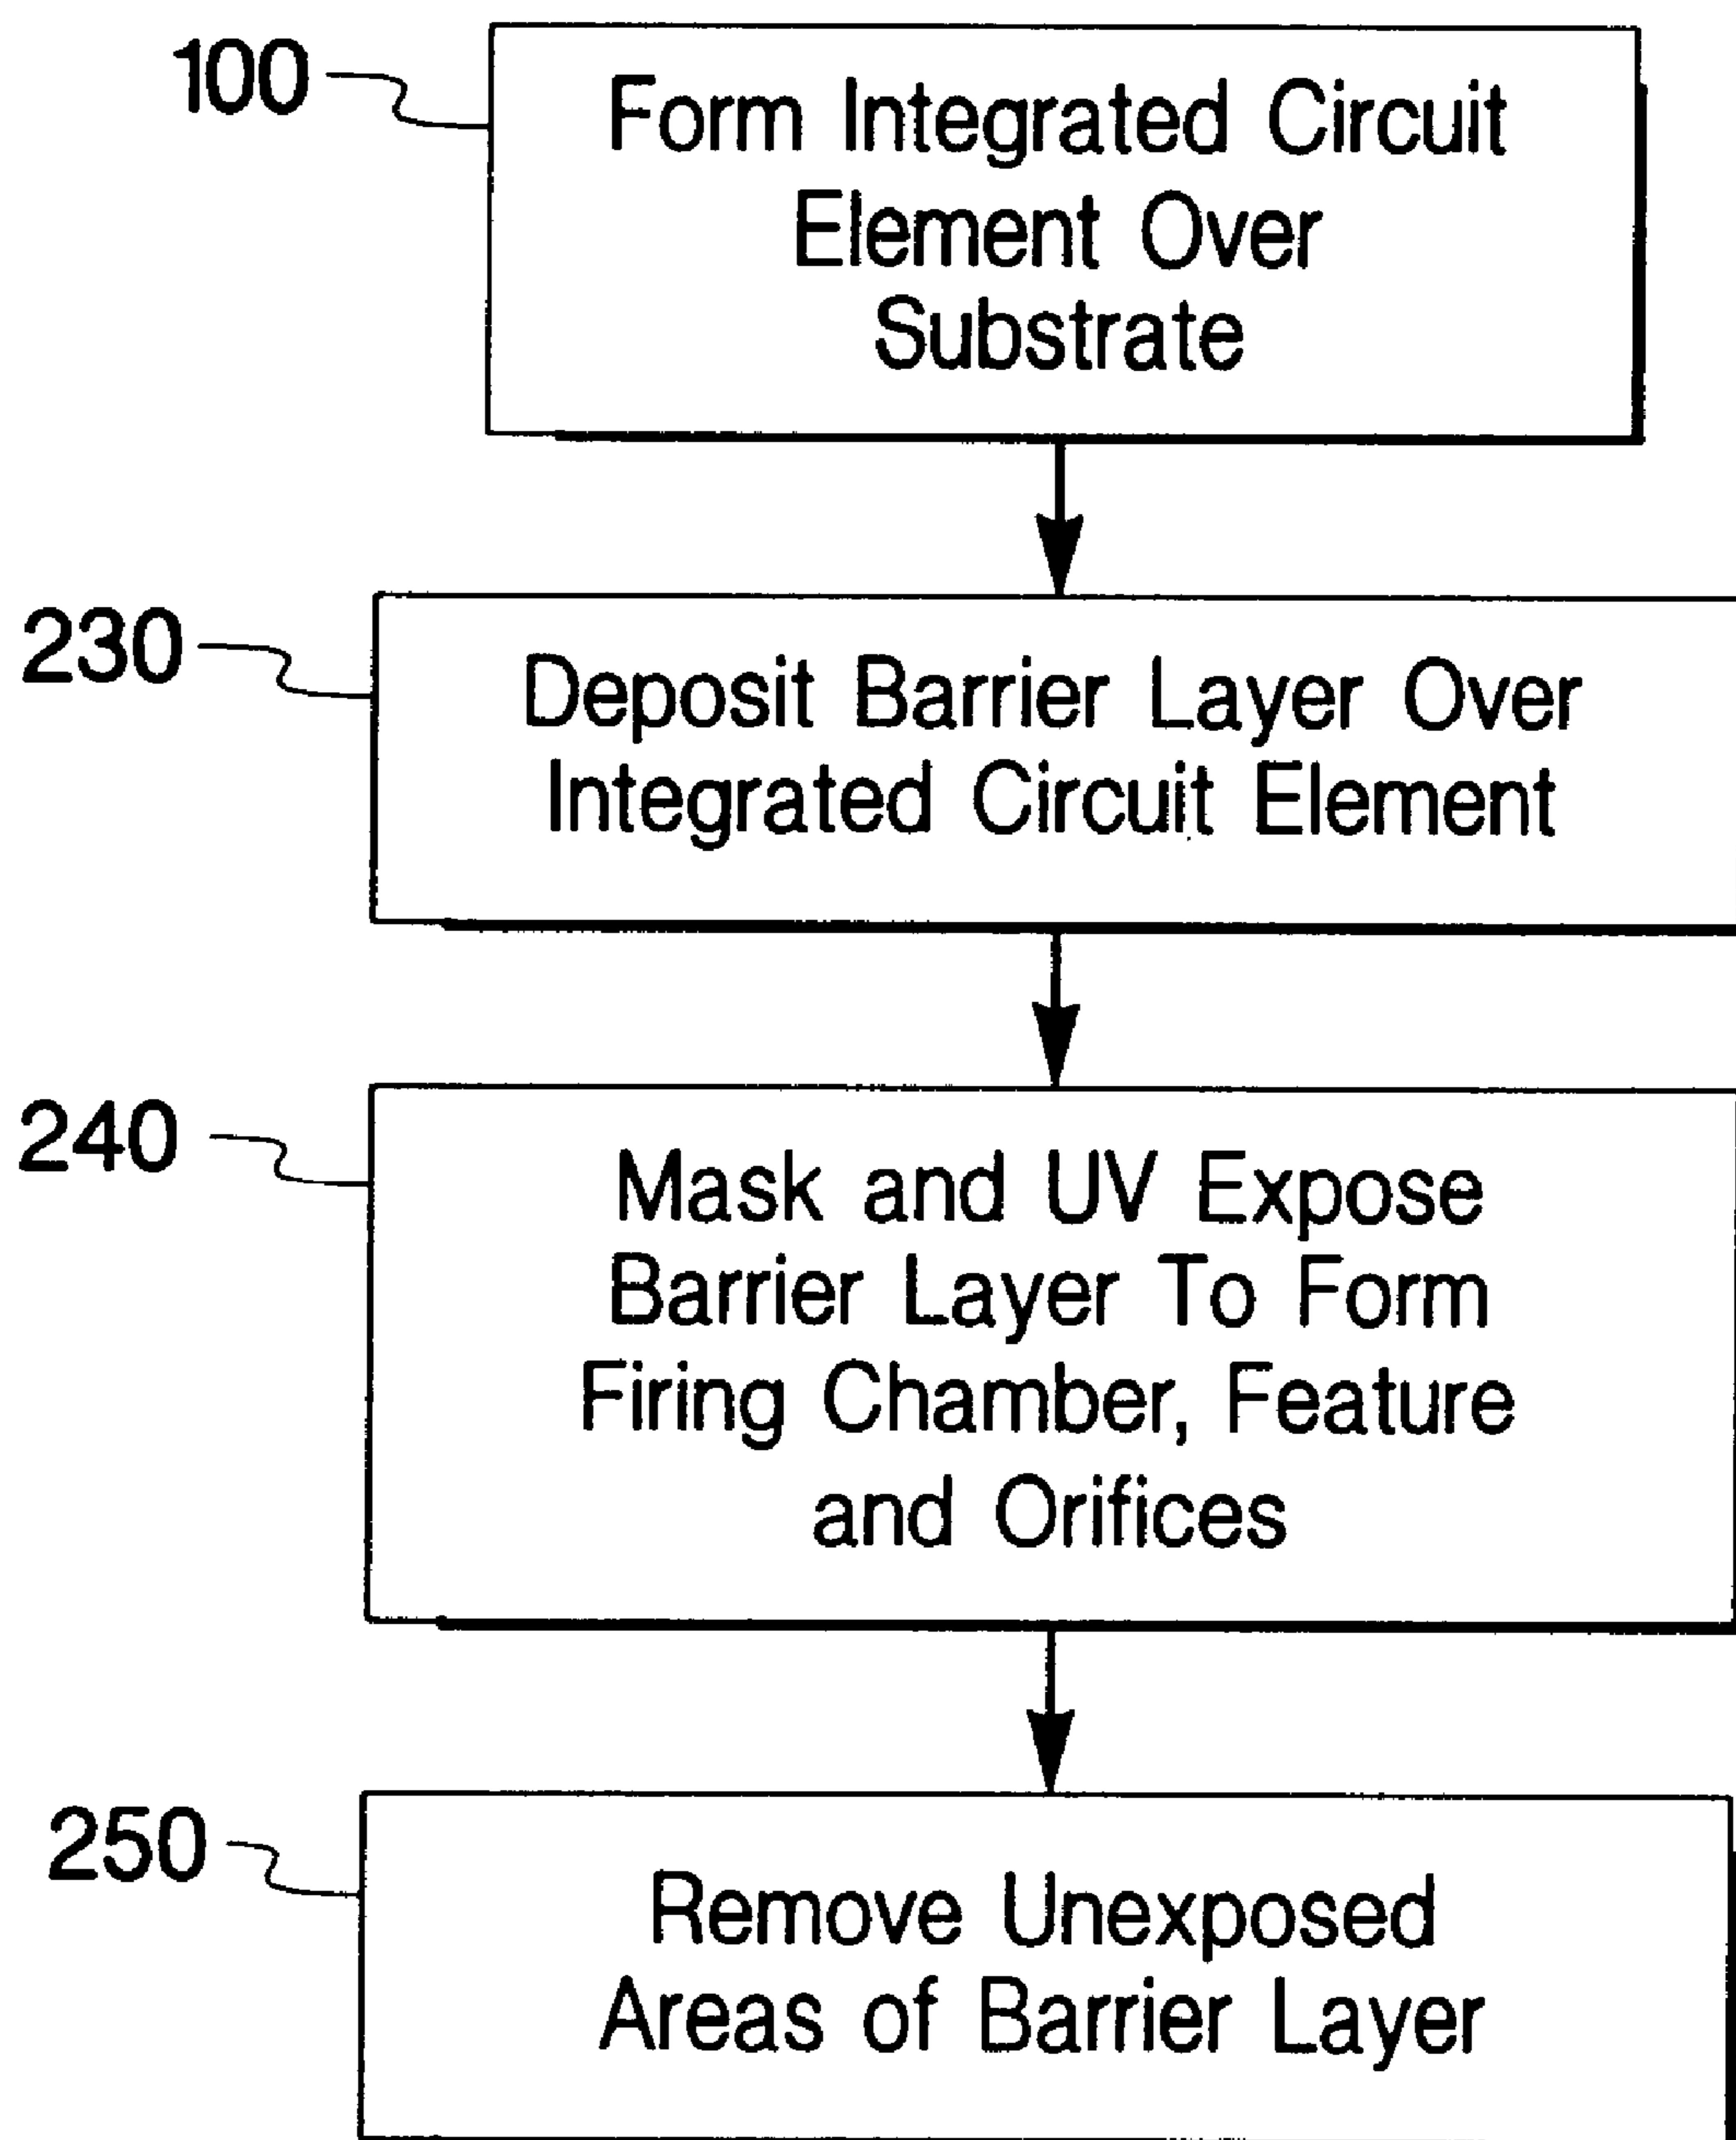 100
Form Integrated Circuit
Element Over
Substrate
230
Deposit Barrier Layer Over
Integrated Circuit Element
240
Mask and UV Expose
Barrier Layer To Form
Firing Chamber, Feature
and Orifices
250
Remove Unexposed
Areas of Barrier Layer